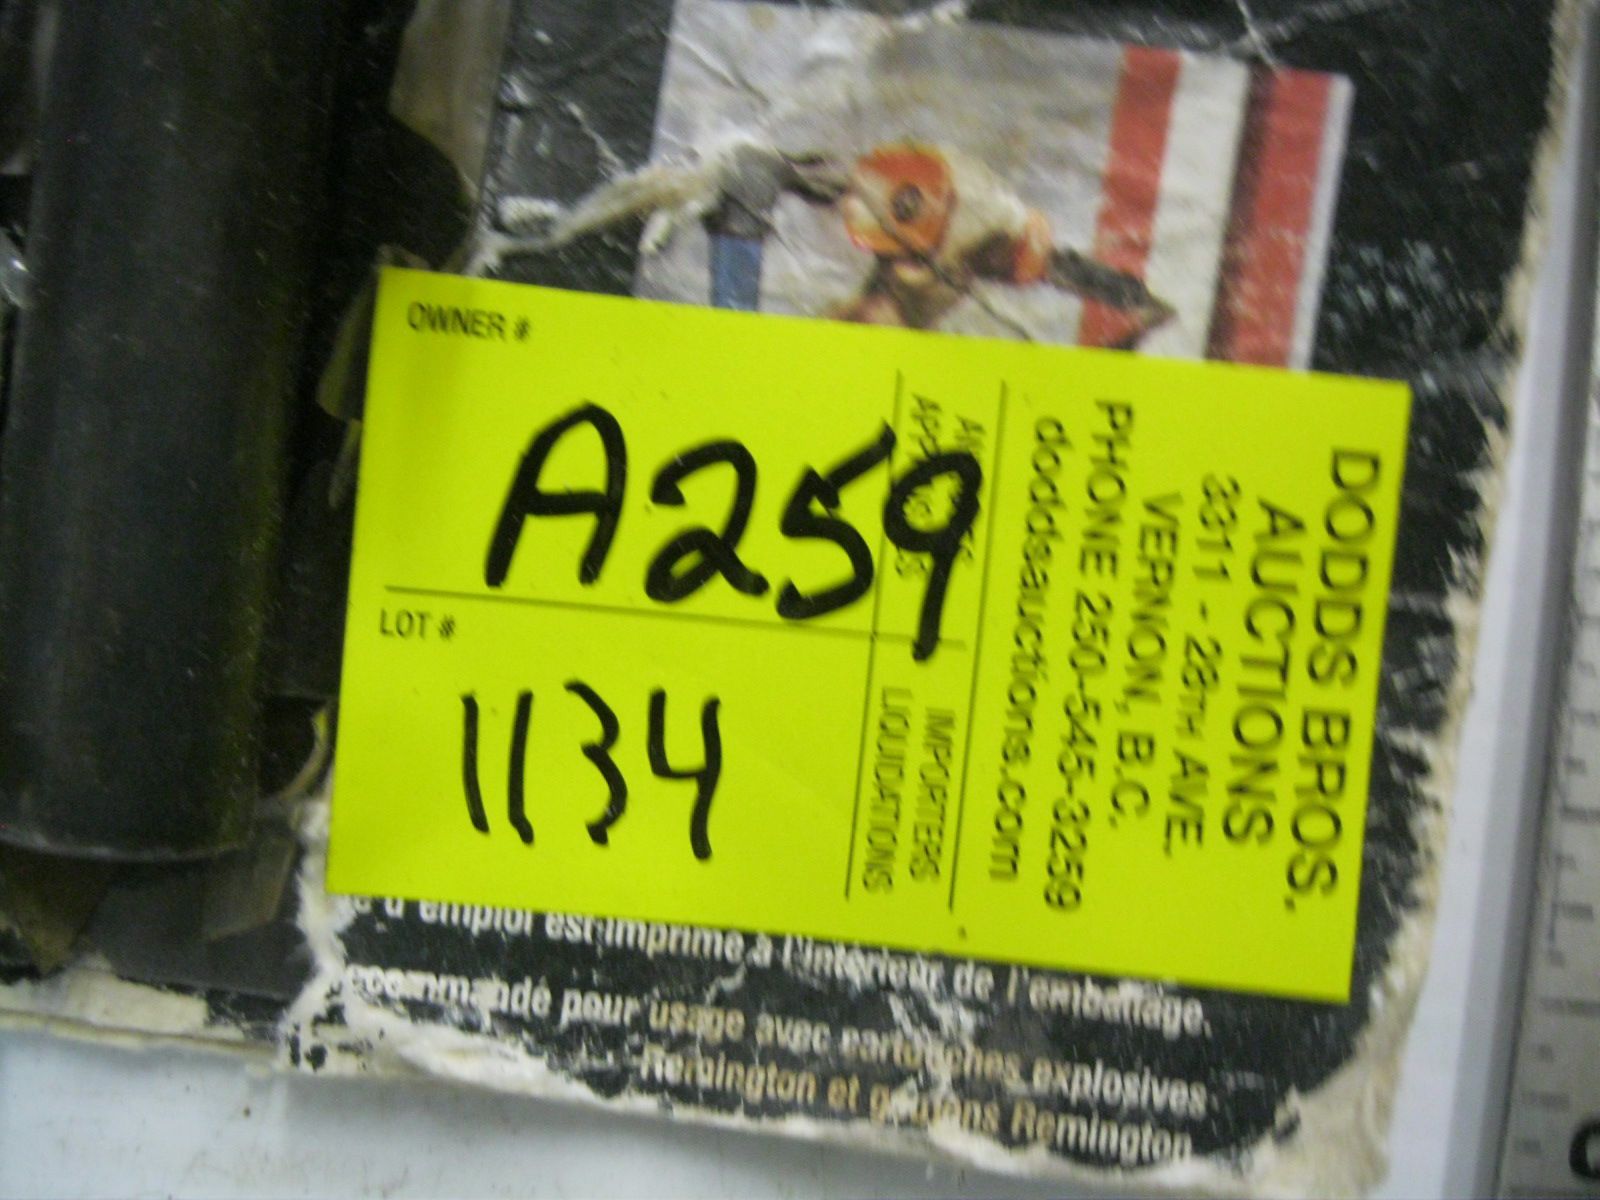 OWNER #
A259
LOT #
1134
DODDS BROS.
AUCTIONS
3311 - 28TH AVE.
VERNON, B.C.
PHONE 250-545-3259
doddsauctions.com
IMPORTERS
LIQUIDATIONS
d'emploi est imprimé à l'intérieur de l'emballage.
pour usage avec cartouches explosives
Remington et goujons Remington